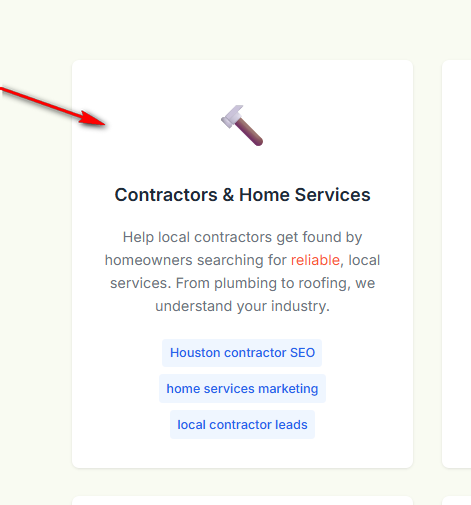 Contractors & Home Services
Help local contractors get found by
homeowners searching for reliable, local
services. From plumbing to roofing, we
understand your industry.
Houston contractor SEO
home services marketing
local contractor leads